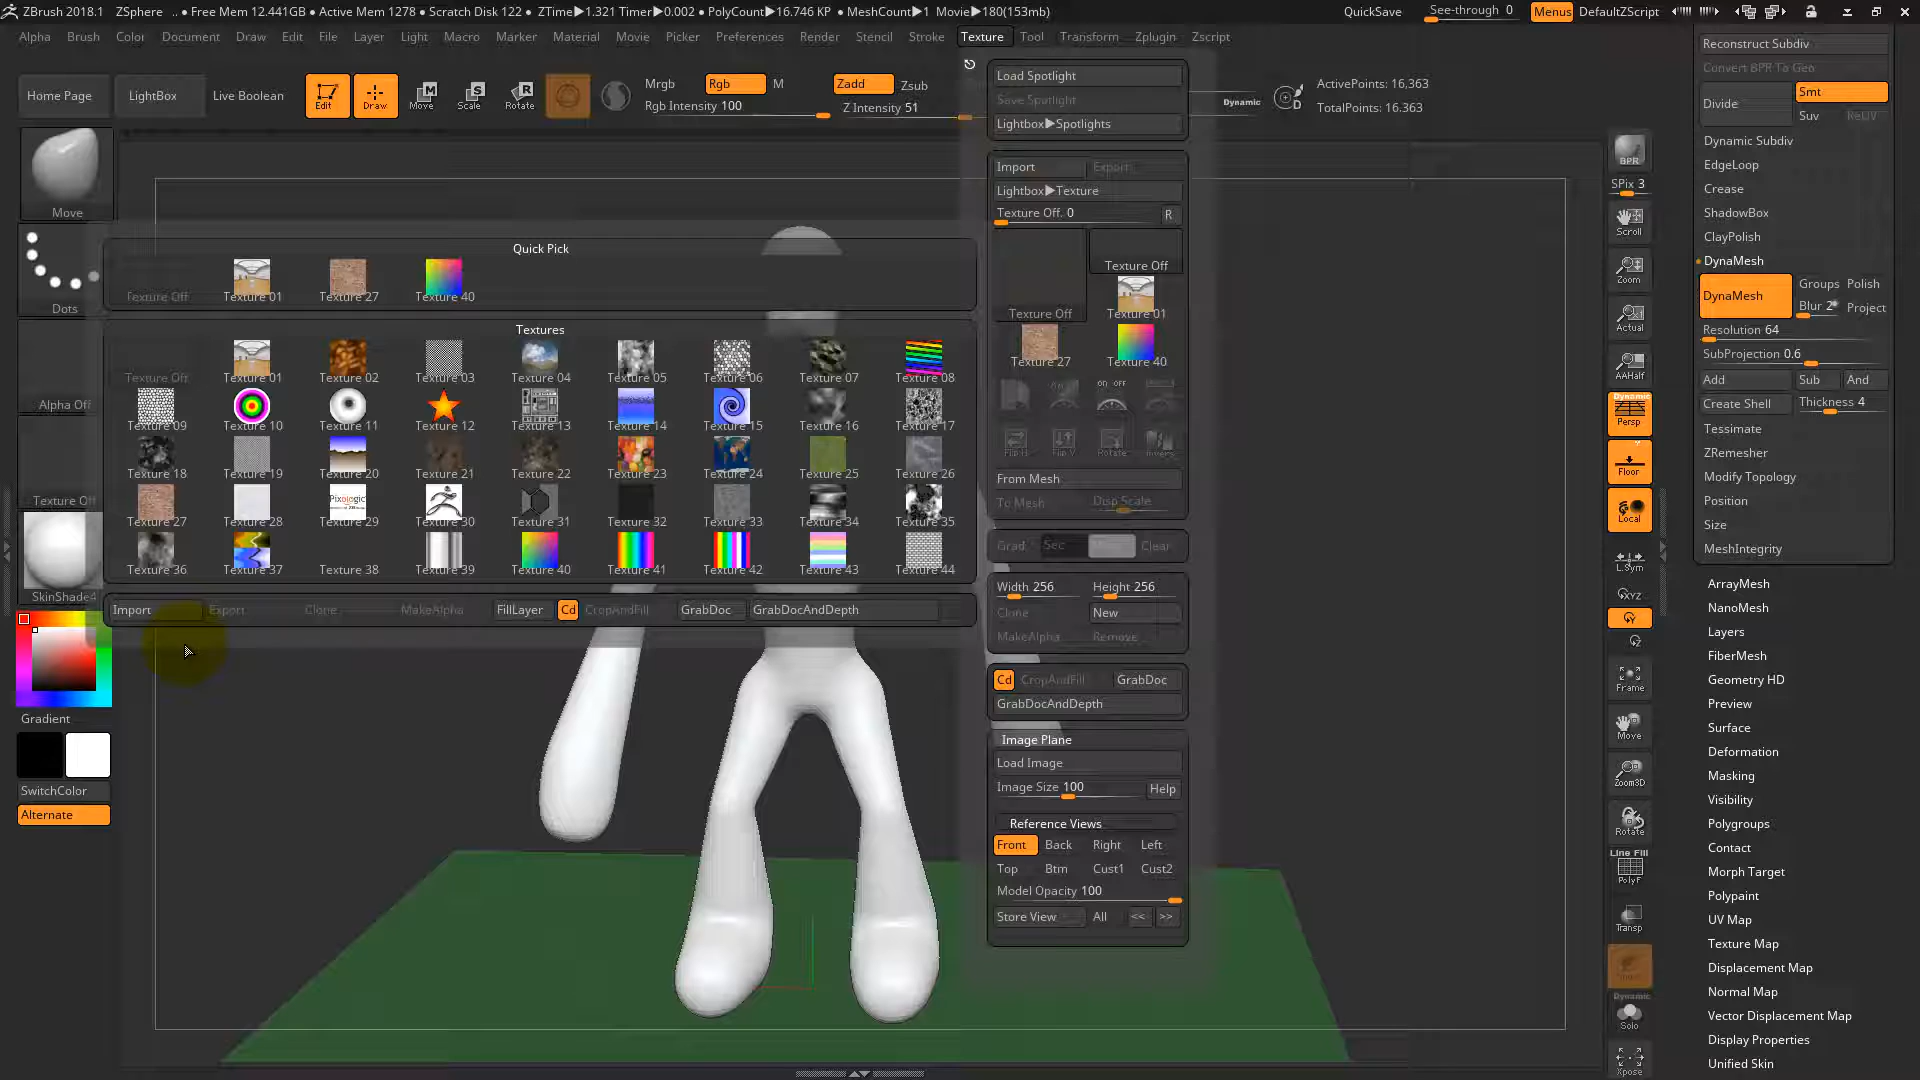 ZBrush 2018.1 ZSphere .. • Free Mem 12.441GB • Active Mem 1278 • Scratch Disk 122 • ZTime▶1.321 Timer▶0.002 • PolyCount▶16.746 KP • MeshCount▶1 Movie▶180(153mb) QuickSave See-through 0 Menus DefaultZScript
Alpha Brush Color Document Draw Edit File Layer Light Macro Marker Material Movie Picker Preferences Render Stencil Stroke Texture Tool Transform Zplugin Zscript
Home Page LightBox Live Boolean Edit Draw Move Scale Rotate
Mrgb Rgb M Zadd Zsub
Rgb Intensity 100 Z Intensity 51
Dynamic
ActivePoints: 16,363
TotalPoints: 16,363
Move
Dots
Alpha Off
Texture Off
SkinShade4
Gradient
SwitchColor
Alternate
Quick Pick
Texture Off Texture 01 Texture 27 Texture 40
Textures
Texture Off Texture 01 Texture 02 Texture 03 Texture 04 Texture 05 Texture 06 Texture 07 Texture 08
Texture 09 Texture 10 Texture 11 Texture 12 Texture 13 Texture 14 Texture 15 Texture 16 Texture 17
Texture 18 Texture 19 Texture 20 Texture 21 Texture 22 Texture 23 Texture 24 Texture 25 Texture 26
Pixologic
Texture 27 Texture 28 Texture 29 Texture 30 Texture 31 Texture 32 Texture 33 Texture 34 Texture 35
Texture 36 Texture 37 Texture 38 Texture 39 Texture 40 Texture 41 Texture 42 Texture 43 Texture 44
Import Export Clone MakeAlpha FillLayer Cd CropAndFill GrabDoc GrabDocAndDepth
Load Spotlight
Save Spotlight
Lightbox▶Spotlights
Import Export
Lightbox▶Texture
Texture Off. 0 R
Texture Off
Texture Off Texture 01
Texture 27 Texture 40
ON OFF
Flip H Flip V Rotate Invers
From Mesh
To Mesh Disp Scale
Grad Sec Main Clear
Width 256 Height 256
Clone New
MakeAlpha Remove
Cd CropAndFill GrabDoc
GrabDocAndDepth
Image Plane
Load Image
Image Size 100 Help
Reference Views
Front Back Right Left
Top Btm Cust1 Cust2
Model Opacity 100
Store View All << >>
BPR
SPix 3
Scroll
Zoom
Actual
AAHalf
Dynamic
Persp
Floor
Local
L.Sym
XYZ
Y
Z
Frame
Move
Zoom3D
Rotate
Line Fill
PolyF
Transp
Dynamic
Solo
Xpose
Reconstruct Subdiv
Convert BPR To Geo
Divide Smt
Suv ReUV
Dynamic Subdiv
EdgeLoop
Crease
ShadowBox
ClayPolish
DynaMesh
DynaMesh Groups Polish
Blur 2 Project
Resolution 64
SubProjection 0.6
Add Sub And
Create Shell Thickness 4
Tessimate
ZRemesher
Modify Topology
Position
Size
MeshIntegrity
ArrayMesh
NanoMesh
Layers
FiberMesh
Geometry HD
Preview
Surface
Deformation
Masking
Visibility
Polygroups
Contact
Morph Target
Polypaint
UV Map
Texture Map
Displacement Map
Normal Map
Vector Displacement Map
Display Properties
Unified Skin